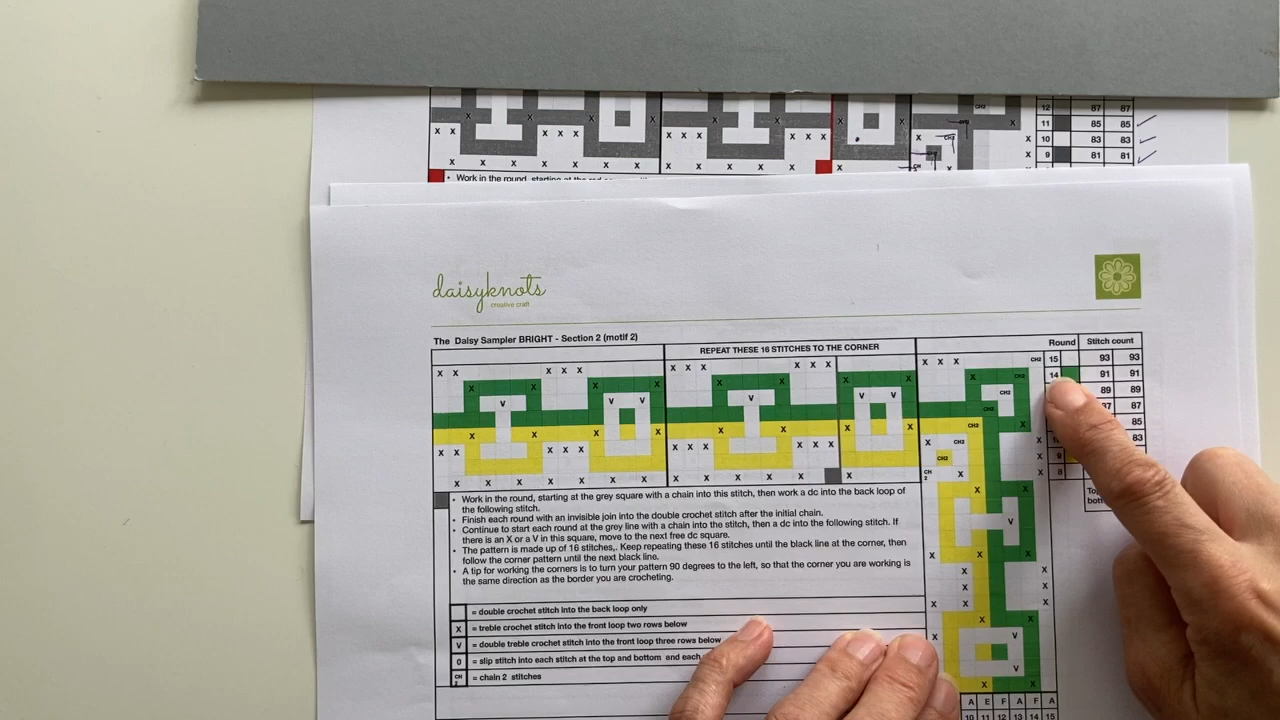 12 87 87
11 85 85
10 83 83
9 81 81
daisyknots
creative craft
The Daisy Sampler BRIGHT - Section 2 (motif 2)
REPEAT THESE 16 STITCHES TO THE CORNER
Round Stitch count
15 93 93
14 91 91
89 89
87
85
83
9
8
• Work in the round, starting at the grey square with a chain into this stitch, then work a dc into the back loop of
the following stitch.
• Finish each round with an invisible join into the double crochet stitch after the initial chain.
• Continue to start each round at the grey line with a chain into the stitch, then a dc into the following stitch. If
there is an X or a V in this square, move to the next free dc square.
• The pattern is made up of 16 stitches,. Keep repeating these 16 stitches until the black line at the corner, then
follow the corner pattern until the next black line.
• A tip for working the corners is to turn your pattern 90 degrees to the left, so that the corner you are working is
the same direction as the border you are crocheting.
= double crochet stitch into the back loop only
X = treble crochet stitch into the front loop two rows below
V = double treble crochet stitch into the front loop three rows below
0 = slip stitch into each stitch at the top and bottom and each
CH 2 = chain 2 stitches
A E F A F A
10 11 12 13 14 15